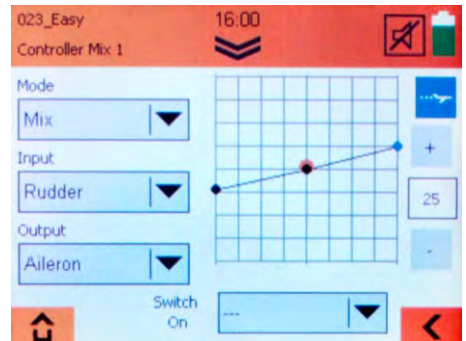 023_Easy 16:00
Controller Mix 1
Mode
Mix
Input
Rudder
+
25
Output
-
Aileron
Switch
On
---